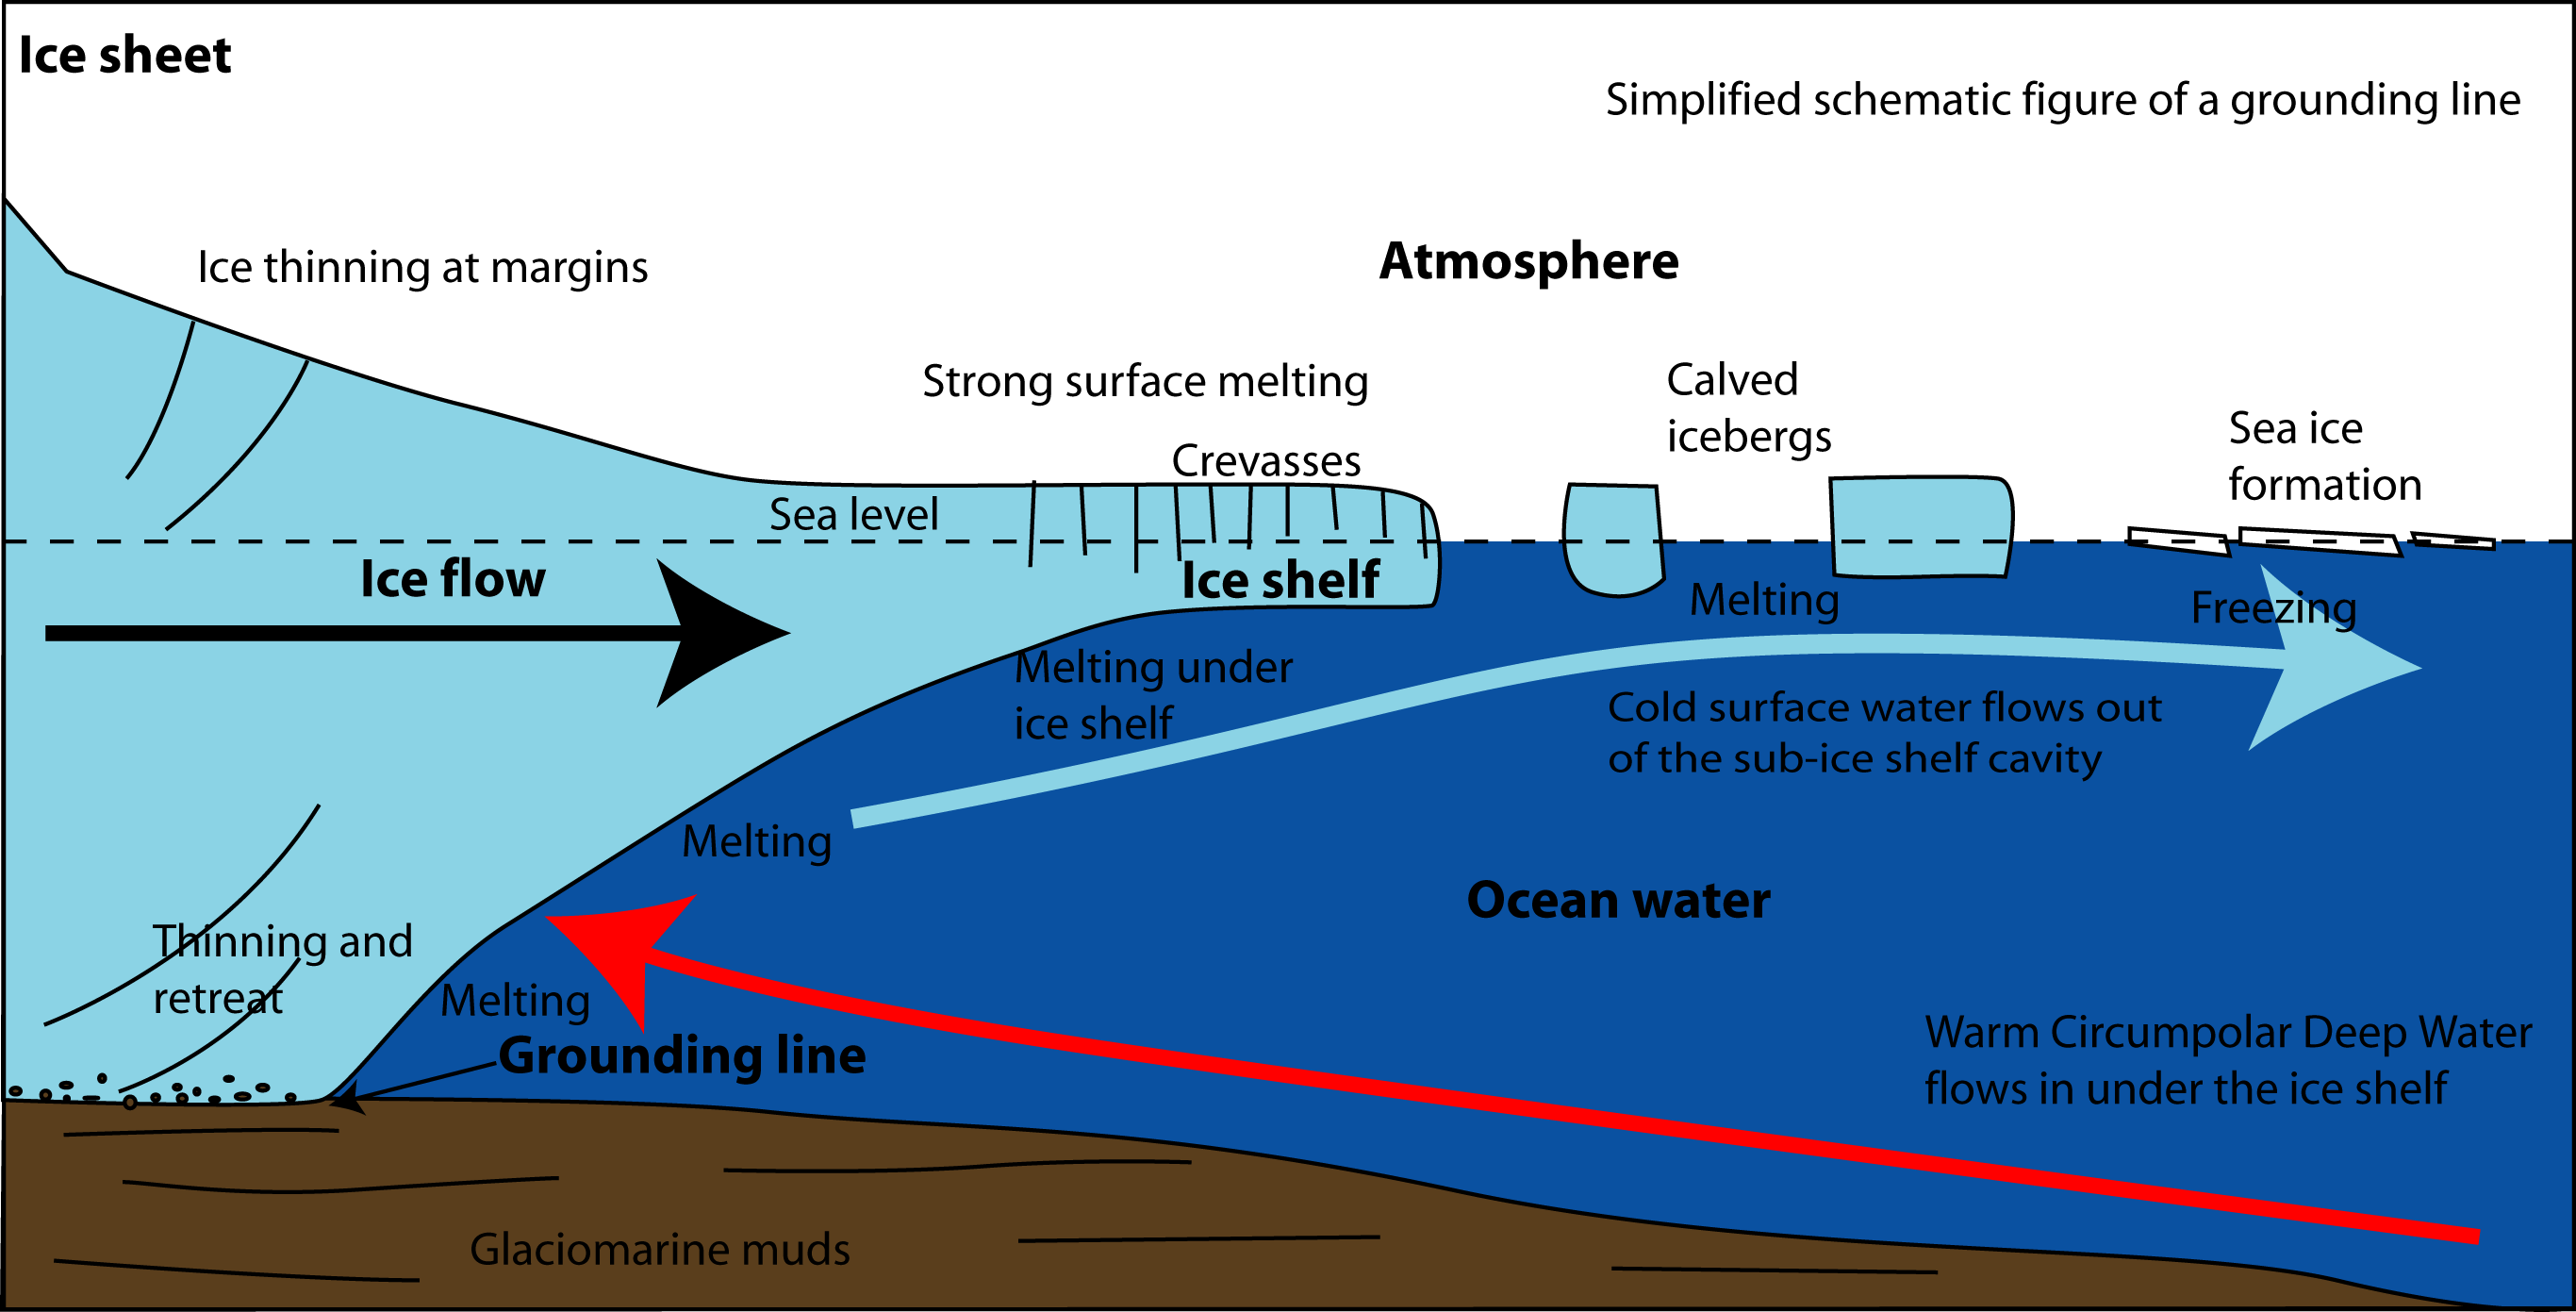 Ice sheet
Simplified schematic figure of a grounding line
Ice thinning at margins
Atmosphere
Strong surface melting
Calved
icebergs
Crevasses
Sea ice
formation
Sea level
Ice flow
Ice shelf
Melting
Freezing
Melting under
ice shelf
Cold surface water flows out
of the sub-ice shelf cavity
Melting
Ocean water
Thinning and
retreat
Melting
Grounding line
Warm Circumpolar Deep Water
flows in under the ice shelf
Glaciomarine muds